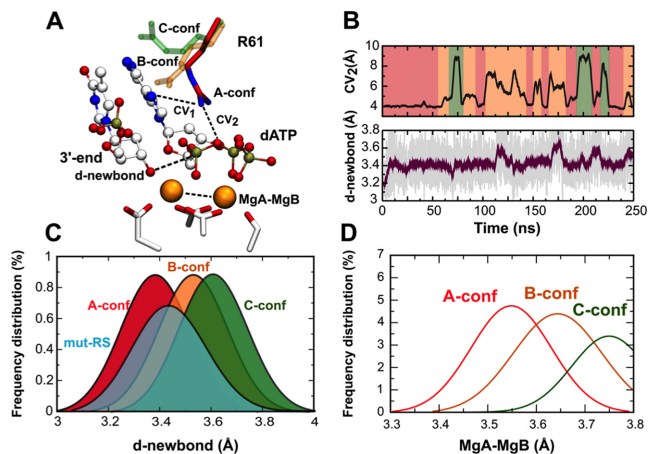 A
C-conf
R61
B-conf
A-conf
CV1
CV2
dATP
3'-end
d-newbond
MgA-MgB
B
CV2(Å)
10
8
6
4
d-newbond (Å)
3.8
3.6
3.4
3.2
3
0 50 100 150 200 250
Time (ns)
C
Frequency distribution (%)
1
0.8
0.6
0.4
0.2
0
B-conf
A-conf
C-conf
mut-RS
3 3.2 3.4 3.6 3.8 4
d-newbond (Å)
D
Frequency distribution (%)
7
6
5
4
3
2
1
0
A-conf
B-conf
C-conf
3.3 3.4 3.5 3.6 3.7 3.8
MgA-MgB (Å)